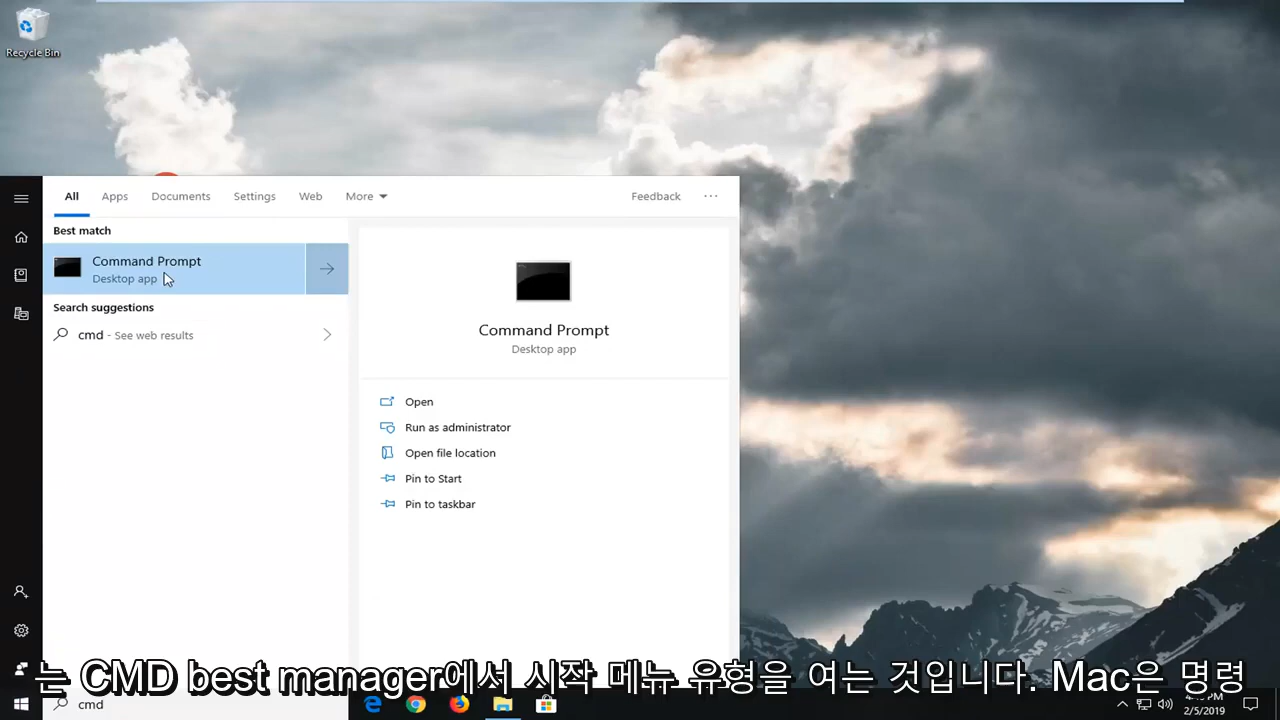 Recycle Bin
All Apps Documents Settings Web More Feedback ...
Best match
Command Prompt
Desktop app
Search suggestions
cmd - See web results
Command Prompt
Desktop app
Open
Run as administrator
Open file location
Pin to Start
Pin to taskbar
는 CMD best manager에서 시작 메뉴 유형을 여는 것입니다. Mac은 명령
cmd
2/5/2019